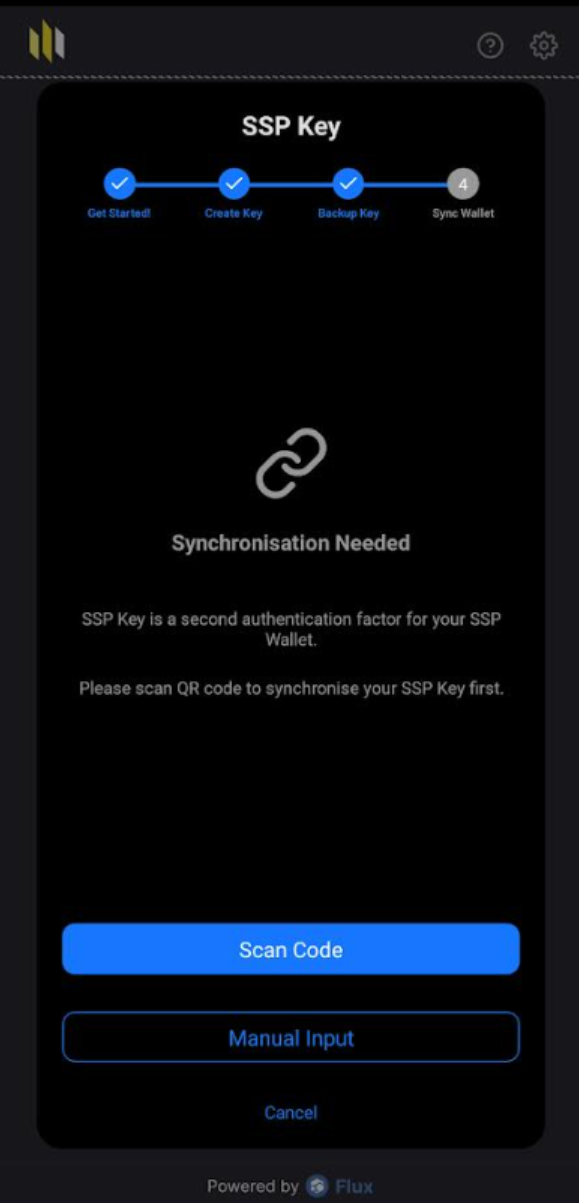 SSP Key
4
Get Started!
Create Key
Backup Key
Sync Wallet
Synchronisation Needed
SSP Key is a second authentication factor for your SSP
Wallet.
Please scan QR code to synchronise your SSP Key first.
Scan Code
Manual Input
Cancel
Powered by Flux